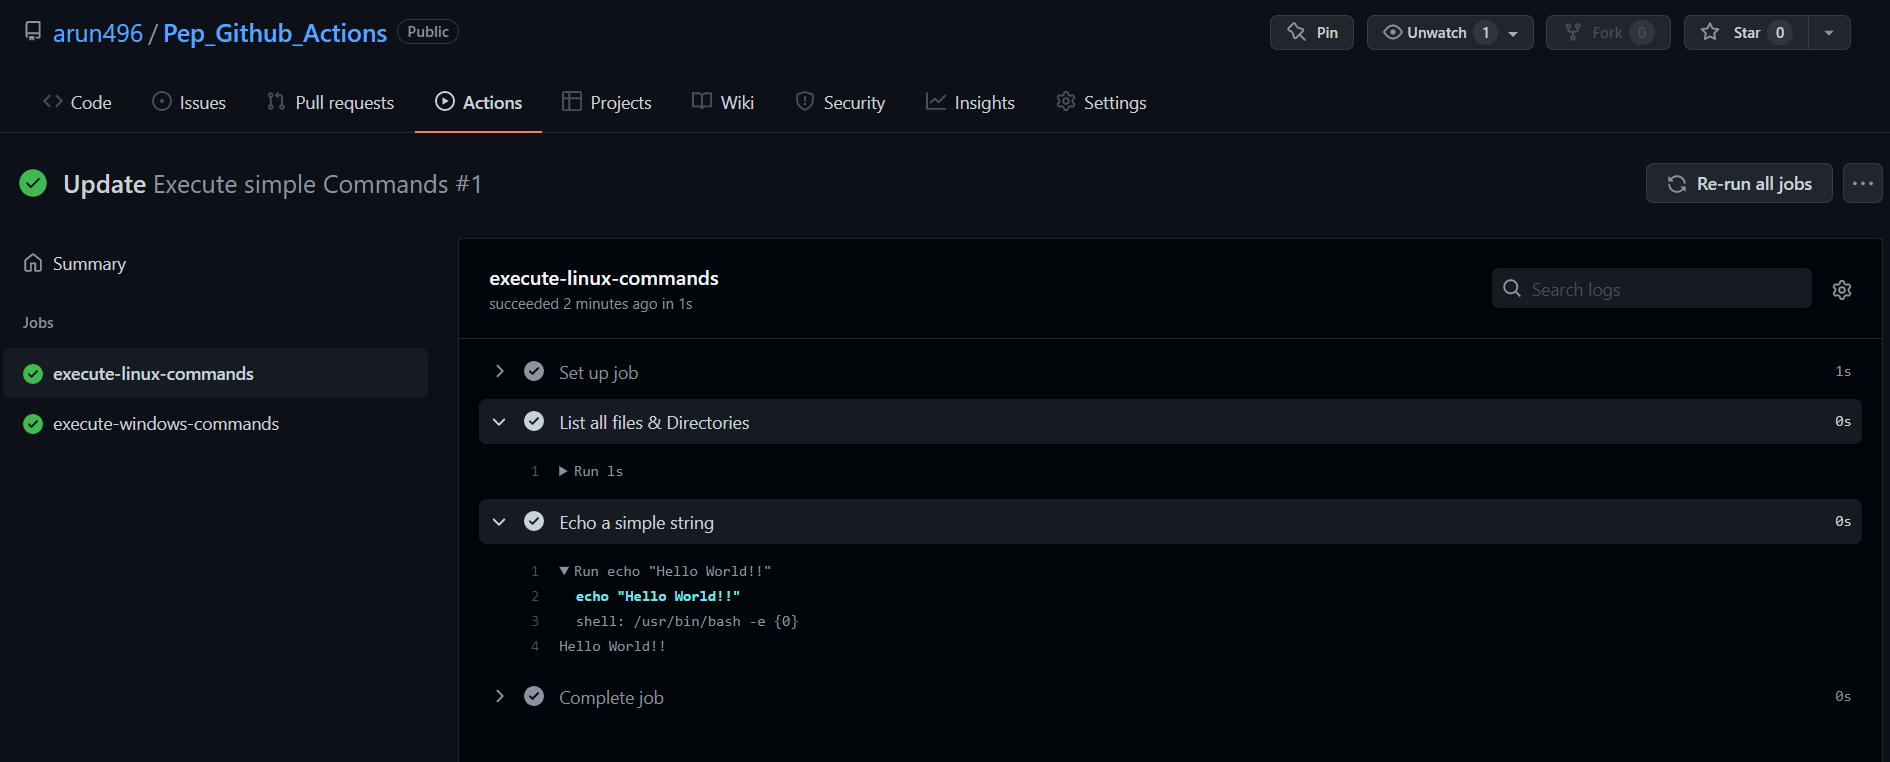 arun496 / Pep_Github_Actions Public Pin Unwatch 1 Fork 0 Star 0
Code Issues Pull requests Actions Projects Wiki Security Insights Settings
Update Execute simple Commands #1 Re-run all jobs ...
Summary
Jobs
execute-linux-commands
execute-windows-commands
execute-linux-commands
succeeded 2 minutes ago in 1s
Search logs
Set up job 1s
List all files & Directories 0s
1 Run ls
Echo a simple string 0s
1 Run echo "Hello World!!"
2 echo "Hello World!!"
3 shell: /usr/bin/bash -e {0}
4 Hello World!!
Complete job 0s